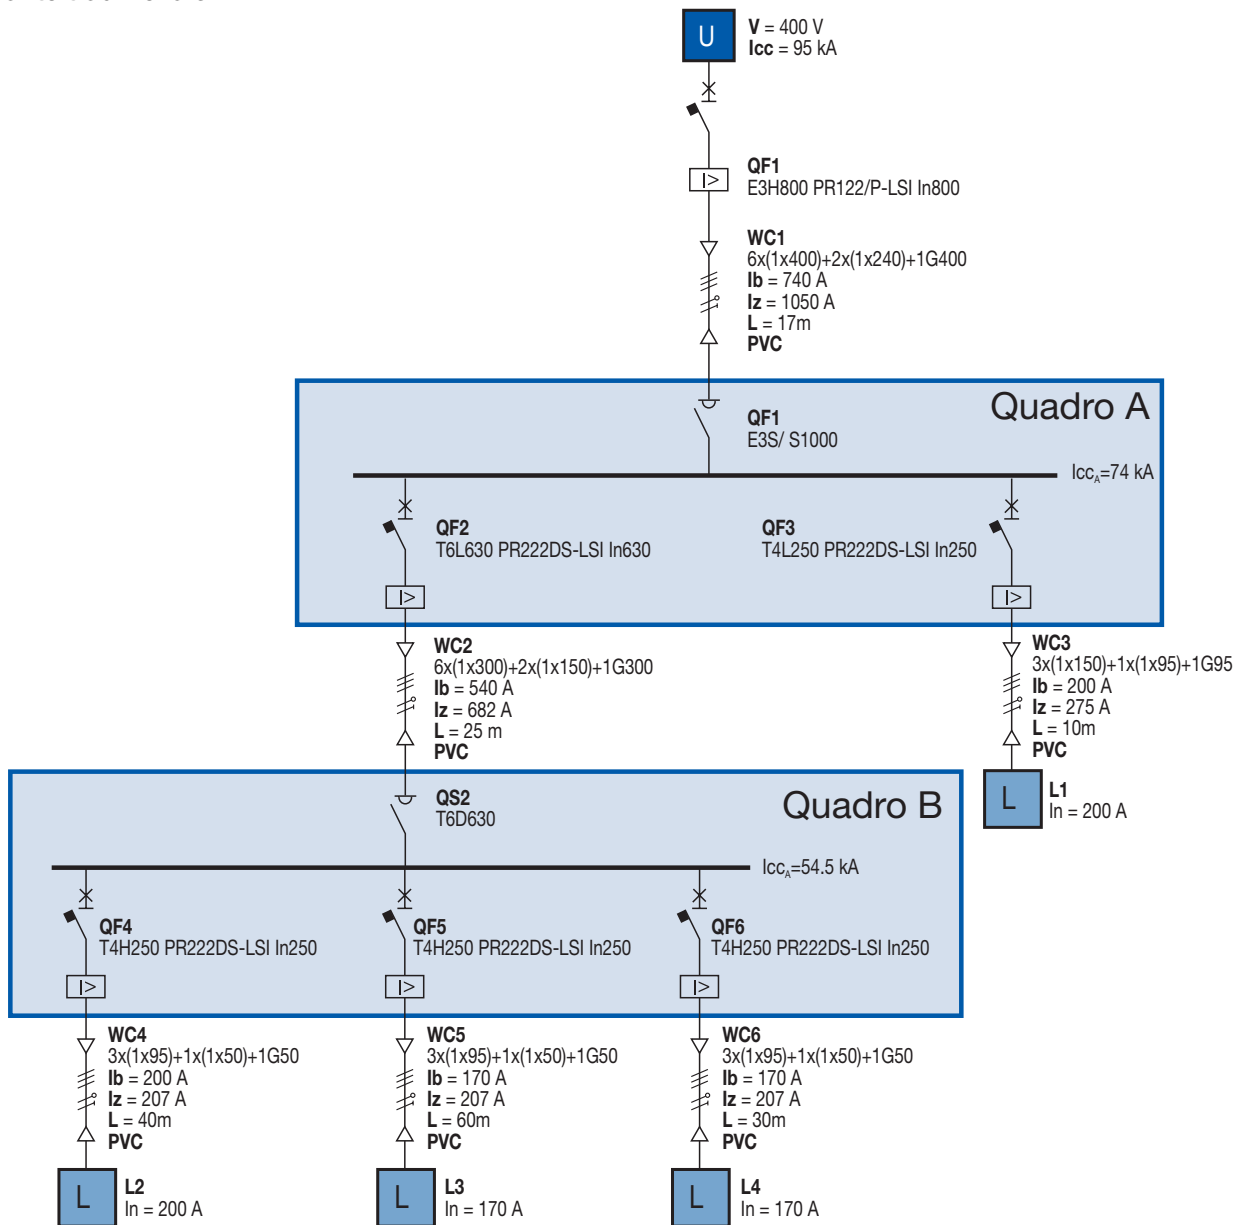 U
V = 400 V
Icc = 95 kA
QF1
E3H800 PR122/P-LSI In800
I>
WC1
6x(1x400)+2x(1x240)+1G400
Ib = 740 A
Iz = 1050 A
L = 17m
PVC
Quadro A
QF1
E3S/ S1000
IccA=74 kA
QF2
T6L630 PR222DS-LSI In630
I>
QF3
T4L250 PR222DS-LSI In250
I>
WC2
6x(1x300)+2x(1x150)+1G300
Ib = 540 A
Iz = 682 A
L = 25 m
PVC
WC3
3x(1x150)+1x(1x95)+1G95
Ib = 200 A
Iz = 275 A
L = 10m
PVC
L
L1
In = 200 A
Quadro B
QS2
T6D630
IccA=54.5 kA
QF4
T4H250 PR222DS-LSI In250
I>
QF5
T4H250 PR222DS-LSI In250
I>
QF6
T4H250 PR222DS-LSI In250
I>
WC4
3x(1x95)+1x(1x50)+1G50
Ib = 200 A
Iz = 207 A
L = 40m
PVC
WC5
3x(1x95)+1x(1x50)+1G50
Ib = 170 A
Iz = 207 A
L = 60m
PVC
WC6
3x(1x95)+1x(1x50)+1G50
Ib = 170 A
Iz = 207 A
L = 30m
PVC
L
L2
In = 200 A
L
L3
In = 170 A
L
L4
In = 170 A